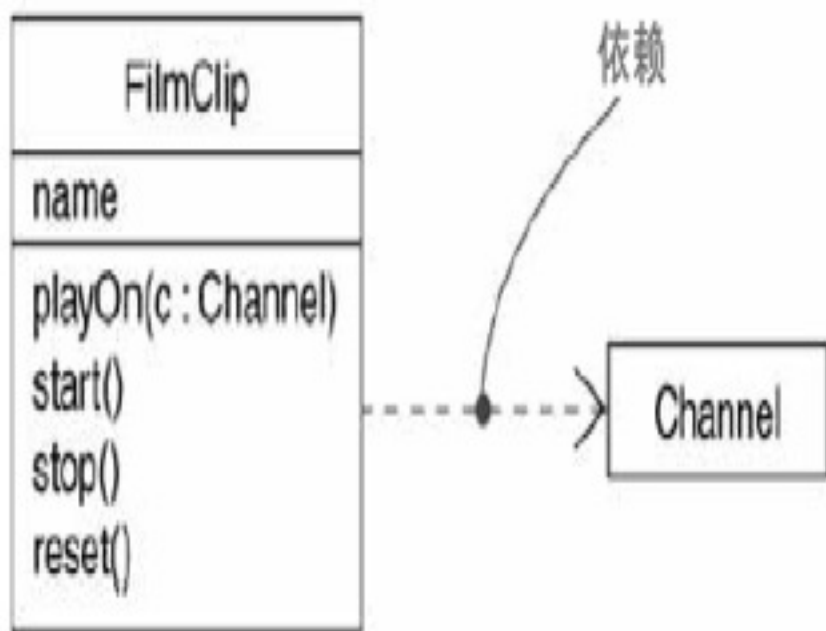 FilmClip
name
playOn(c : Channel)
start()
stop()
reset()
依赖
Channel